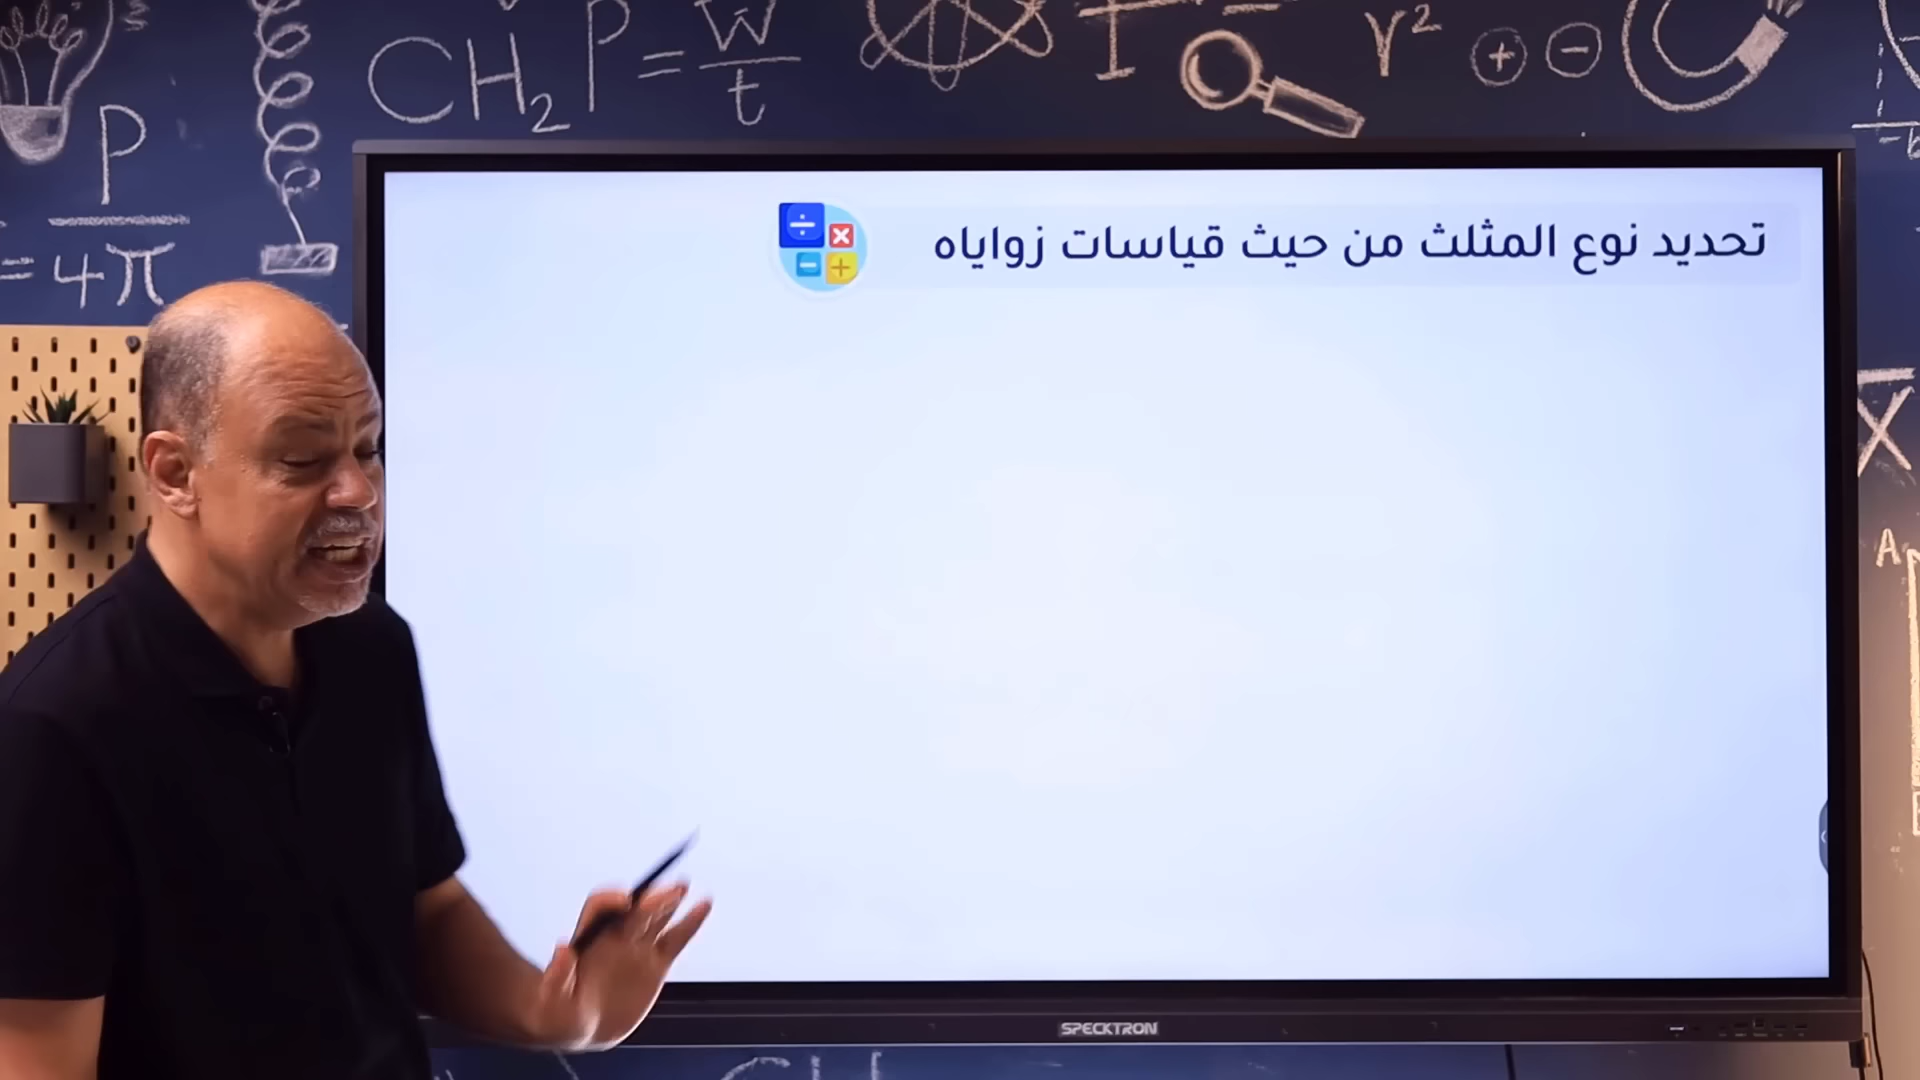 CH2 P = W/t
r² + −
P
= 4π
تحديد نوع المثلث من حيث قياسات زواياه
÷ × − +
X
A
SPECKTRON